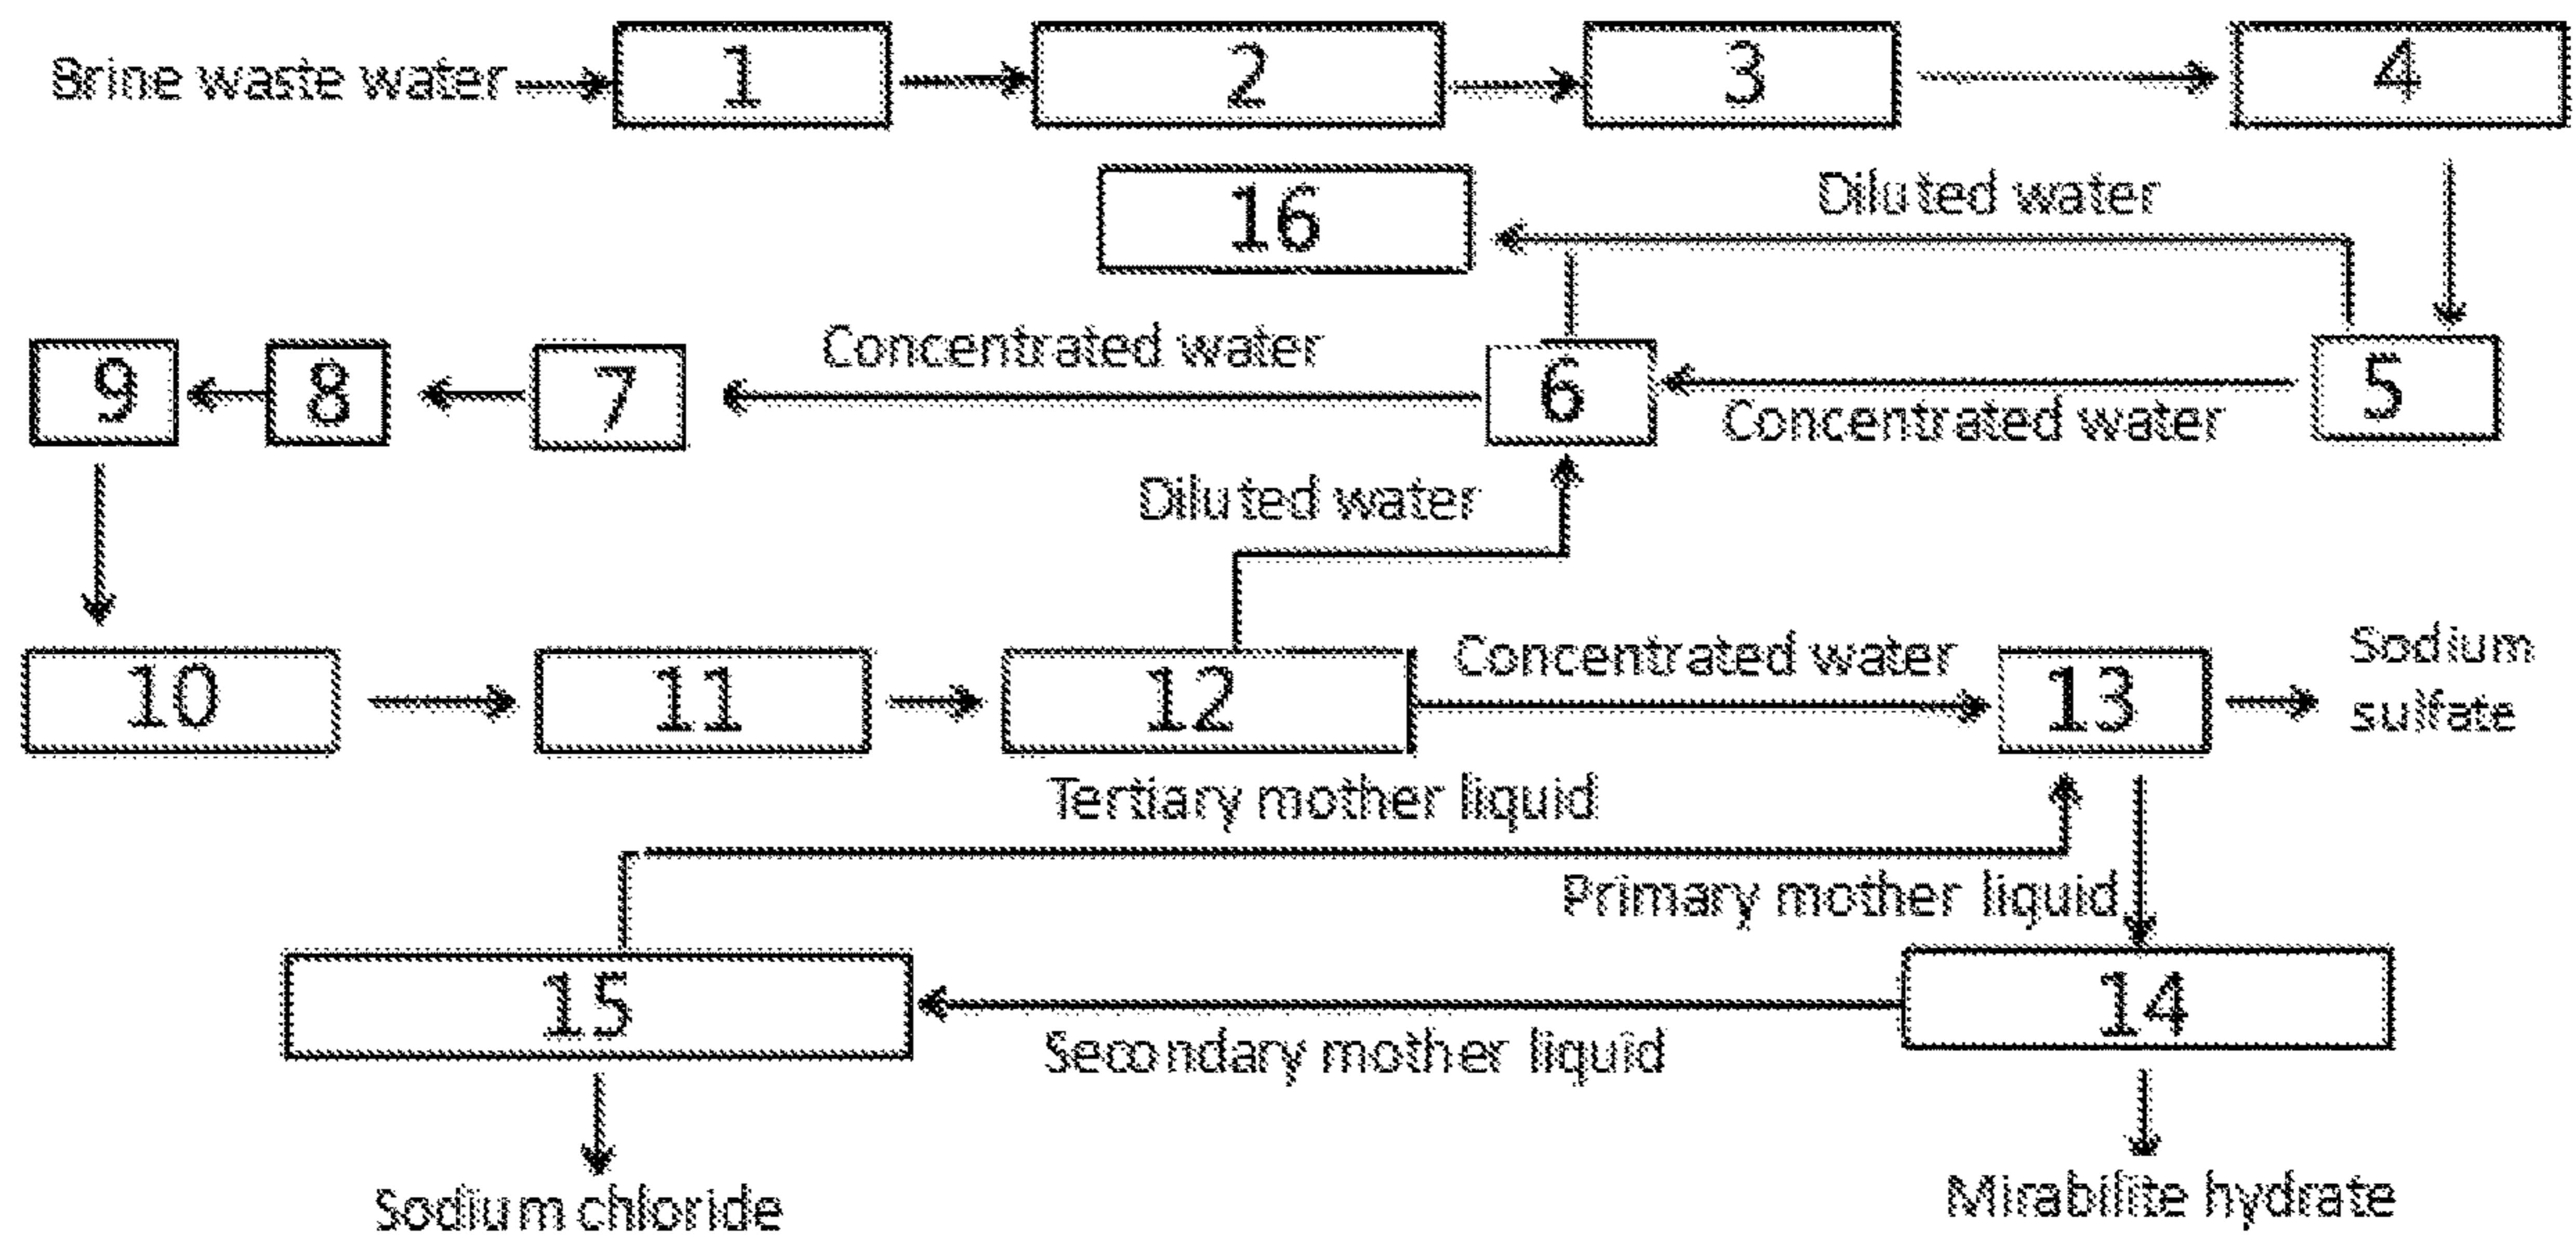 Brine waste water
1
2
3
4
16
Diluted water
9
8
7
Concentrated water
6
5
Concentrated water
Diluted water
10
11
12
Concentrated water
13
Sodium
sulfate
Tertiary mother liquid
Primary mother liquid
15
14
Secondary mother liquid
Sodium chloride
Mirabilite hydrate